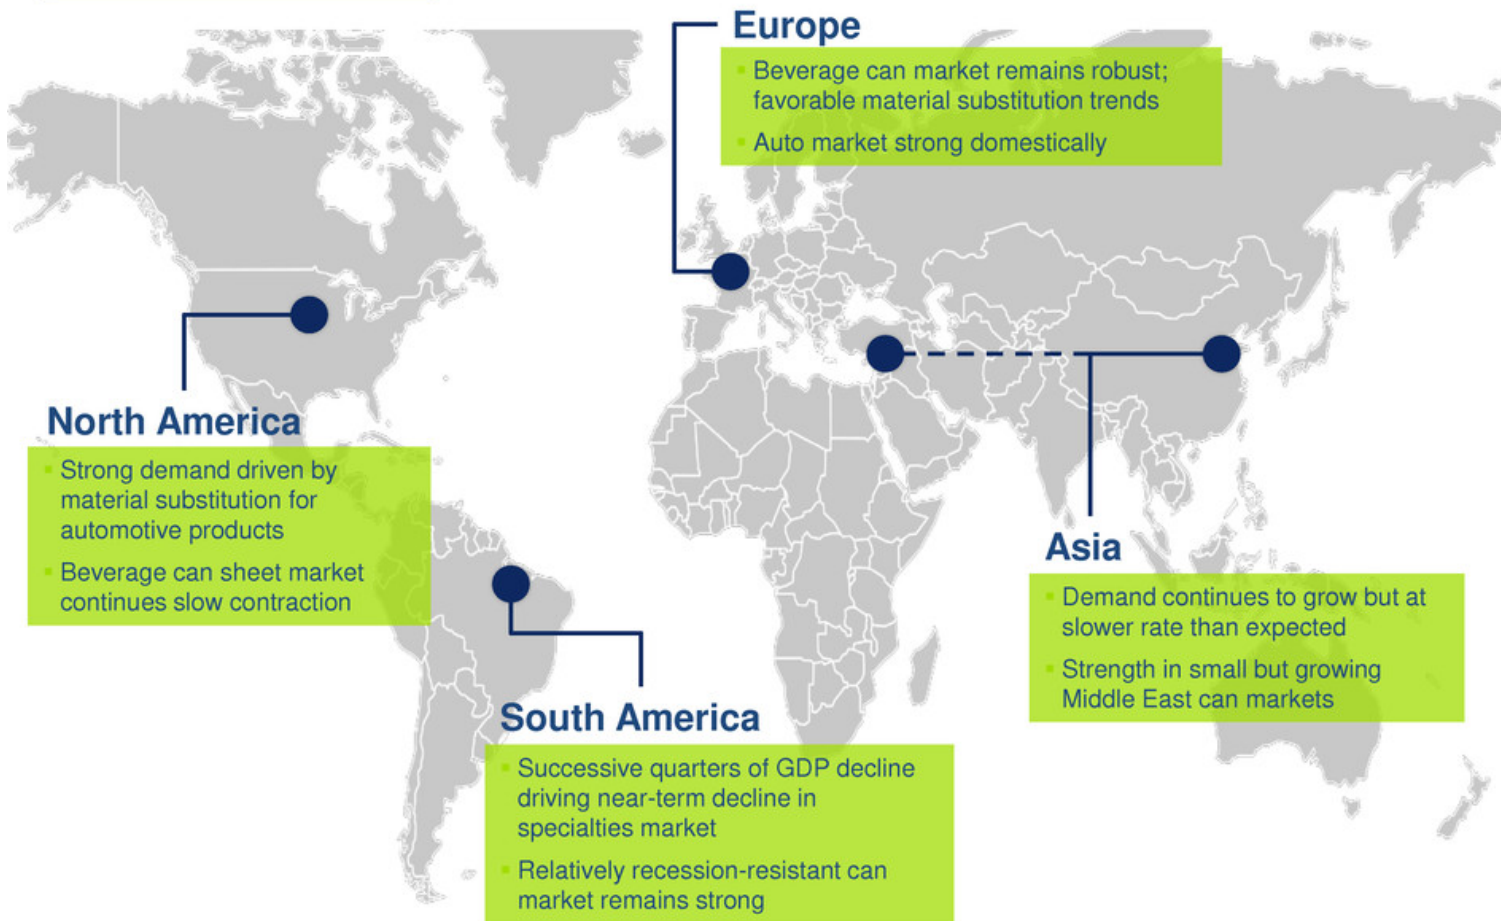 Europe
▪ Beverage can market remains robust;
favorable material substitution trends
▪ Auto market strong domestically
North America
▪ Strong demand driven by
material substitution for
automotive products
▪ Beverage can sheet market
continues slow contraction
Asia
▪ Demand continues to grow but at
slower rate than expected
▪ Strength in small but growing
Middle East can markets
South America
▪ Successive quarters of GDP decline
driving near-term decline in
specialties market
▪ Relatively recession-resistant can
market remains strong